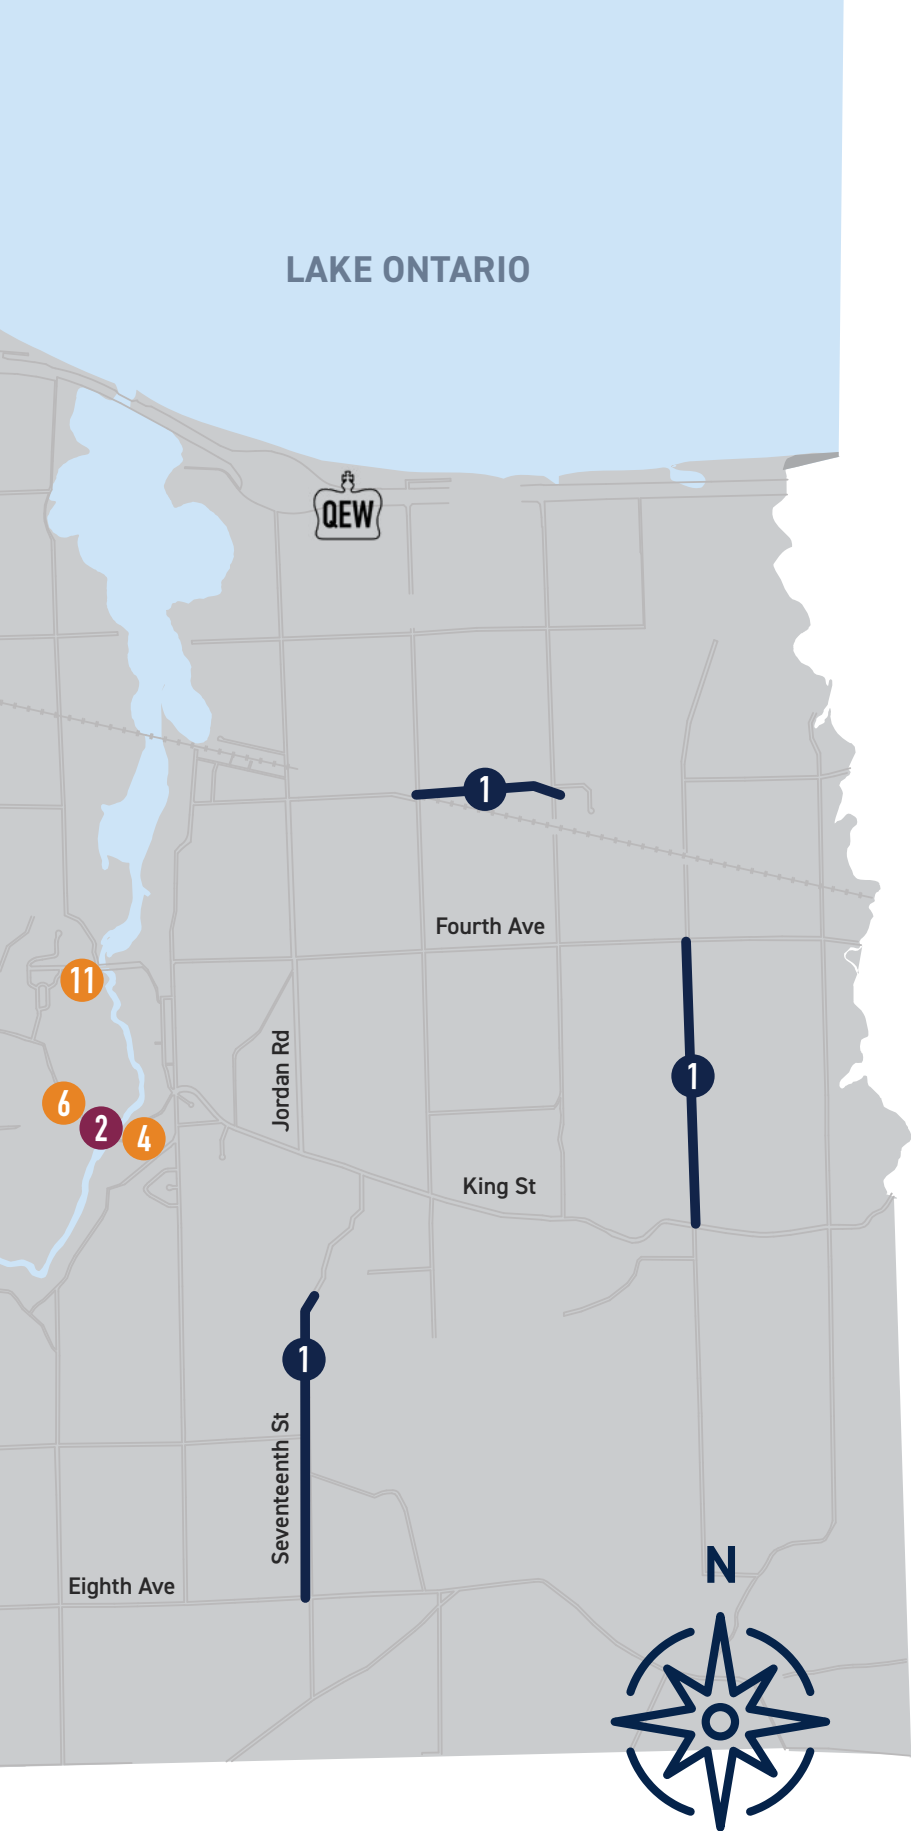 LAKE ONTARIO
QEW
1
Fourth Ave
11
Jordan Rd
1
6
2
4
King St
1
Seventeenth St
N
Eighth Ave